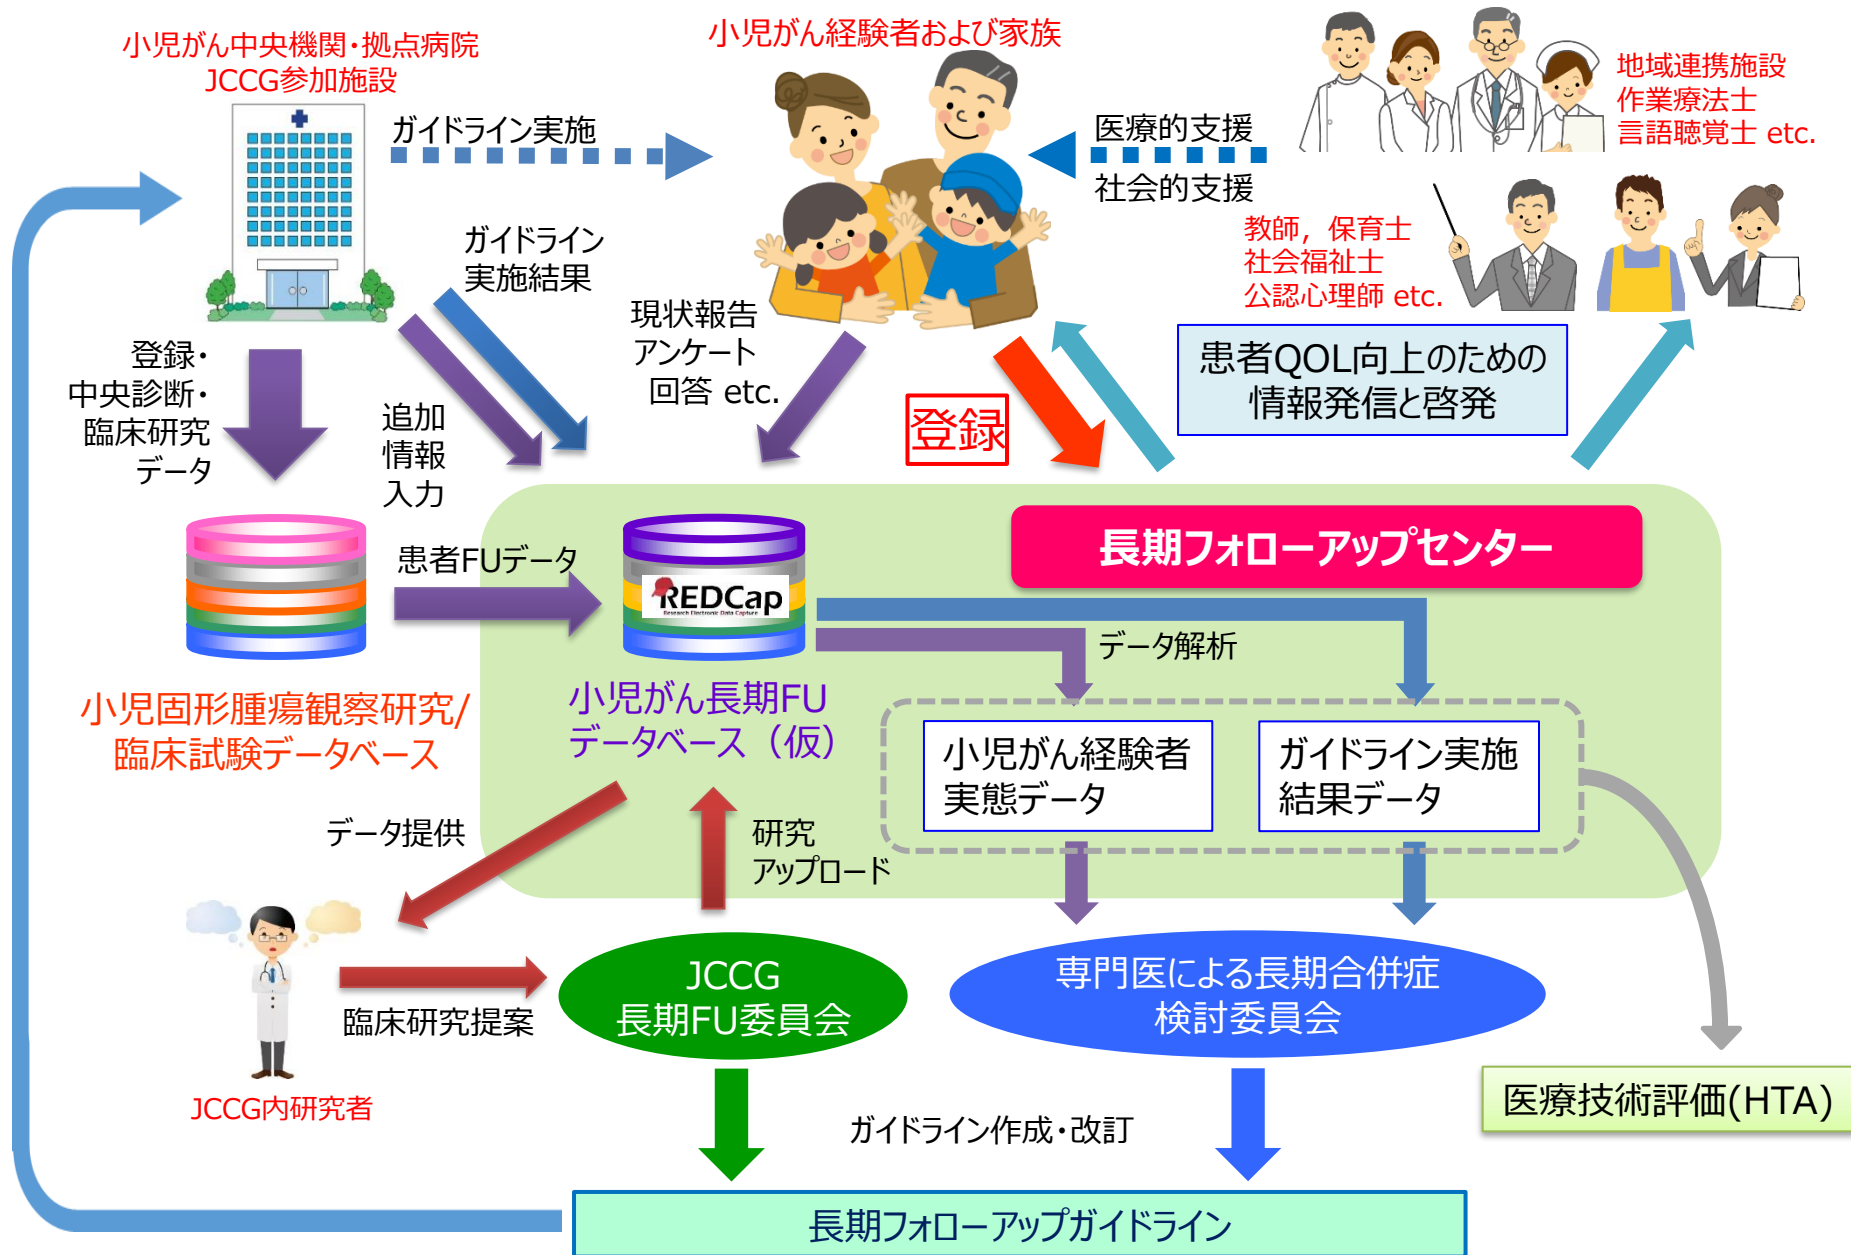 小児がん中央機関・拠点病院
JCCG参加施設
小児がん経験者および家族
地域連携施設
作業療法士
言語聴覚士 etc.
ガイドライン実施
医療的支援
社会的支援
教師，保育士
社会福祉士
公認心理師 etc.
ガイドライン
実施結果
現状報告
アンケート
回答 etc.
登録・
中央診断・
臨床研究
データ
追加
情報
入力
登録
患者QOL向上のための
情報発信と啓発
長期フォローアップセンター
患者FUデータ
REDCap
Research Electronic Data Capture
データ解析
小児固形腫瘍観察研究/
臨床試験データベース
小児がん長期FU
データベース（仮）
小児がん経験者
実態データ
ガイドライン実施
結果データ
データ提供
研究
アップロード
JCCG
長期FU委員会
専門医による長期合併症
検討委員会
臨床研究提案
JCCG内研究者
医療技術評価(HTA)
ガイドライン作成・改訂
長期フォローアップガイドライン